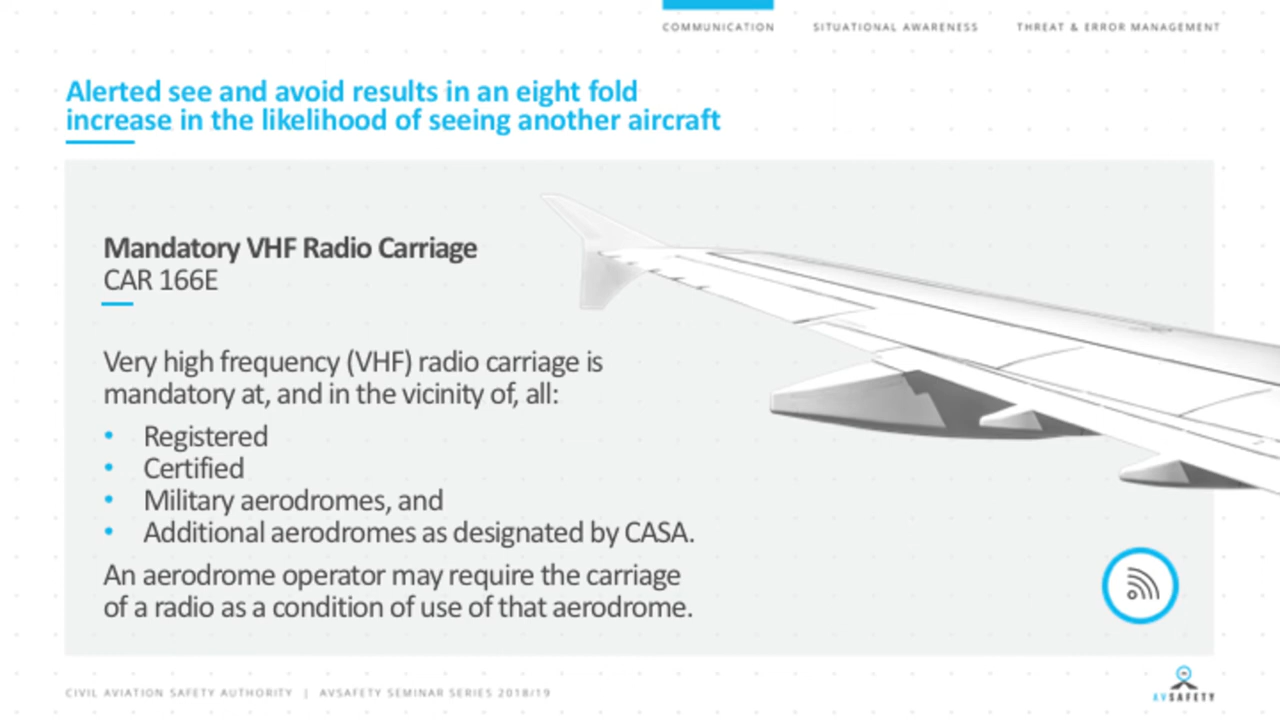 COMMUNICATION SITUATIONAL AWARENESS THREAT & ERROR MANAGEMENT
Alerted see and avoid results in an eight fold
increase in the likelihood of seeing another aircraft
Mandatory VHF Radio Carriage
CAR 166E
Very high frequency (VHF) radio carriage is
mandatory at, and in the vicinity of, all:
• Registered
• Certified
• Military aerodromes, and
• Additional aerodromes as designated by CASA.
An aerodrome operator may require the carriage
of a radio as a condition of use of that aerodrome.
CIVIL AVIATION SAFETY AUTHORITY | AVSAFETY SEMINAR SERIES 2018/19
AVSAFETY